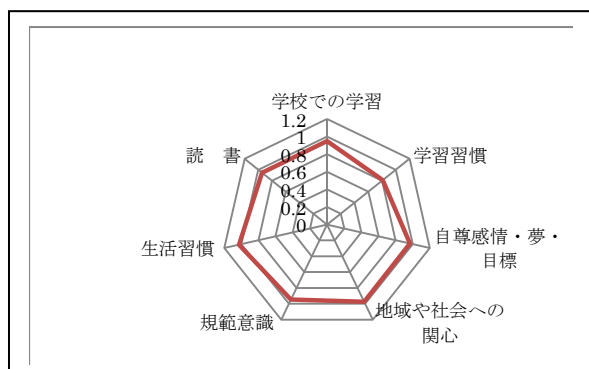 学校での学習
1.2
1
0.8
0.6
0.4
0.2
0
学習習慣
自尊感情・夢・
目標
地域や社会への
関心
規範意識
生活習慣
読　書